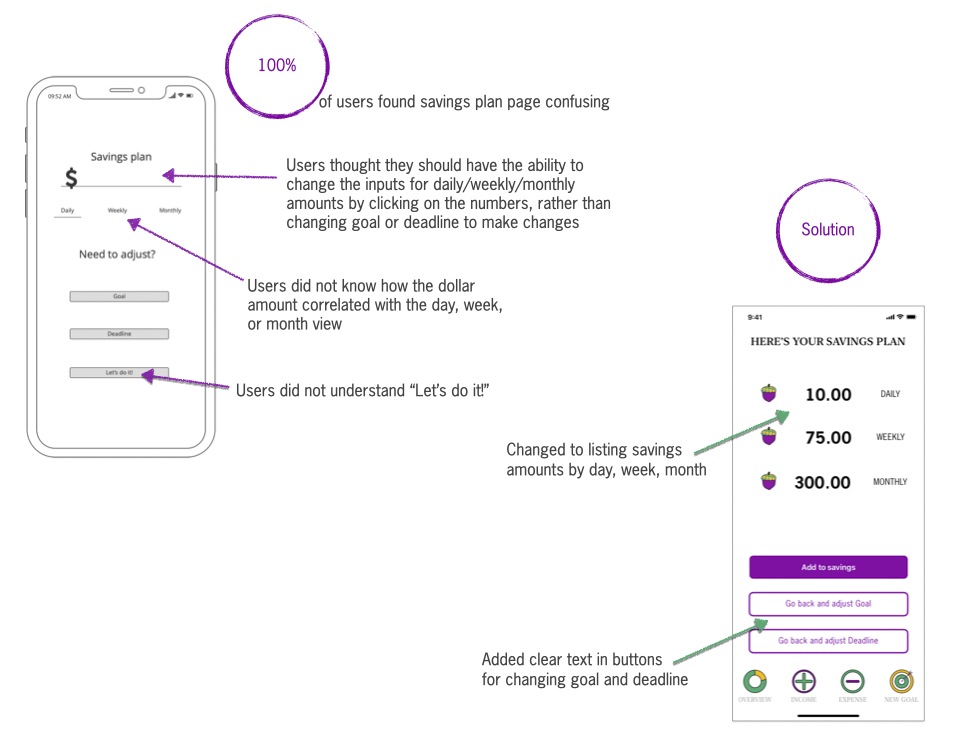 100%
of users found savings plan page confusing
09:52 AM
Savings plan
$
Daily
Weekly
Monthly
Need to adjust?
Goal
Deadline
Let's do it!
Users thought they should have the ability to
change the inputs for daily/weekly/monthly
amounts by clicking on the numbers, rather than
changing goal or deadline to make changes
Users did not know how the dollar
amount correlated with the day, week,
or month view
Users did not understand “Let’s do it!”
Solution
9:41
HERE'S YOUR SAVINGS PLAN
10.00 DAILY
75.00 WEEKLY
300.00 MONTHLY
Add to savings
Go back and adjust Goal
Go back and adjust Deadline
OVERVIEW INCOME EXPENSE NEW GOAL
Changed to listing savings
amounts by day, week, month
Added clear text in buttons
for changing goal and deadline